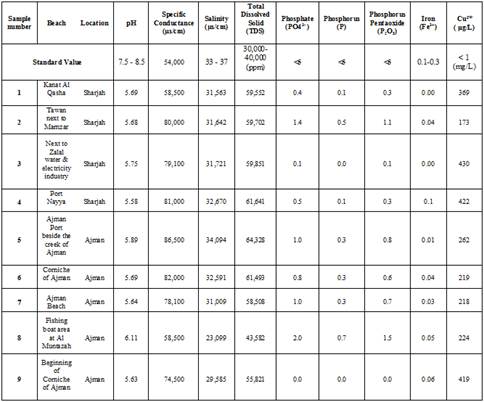 Sample number | Beach | Location | pH | Specific Conductance (µs/cm) | Salinity (µs/cm) | Total Dissolved Solid (TDS) | Phosphate (PO4³⁻) | Phosphorus (P) | Phosphorus Pentaoxide (P₂O₅) | Iron (Fe²⁺) | Cu²⁺ (µg/L)
Standard Value | 7.5 - 8.5 | 54,000 | 33 - 37 | 30,000-40,000 (ppm) | <6 | <6 | <6 | 0.1-0.3 | < 1 (mg/L)
1 | Kanat Al Qasba | Sharjah | 5.69 | 58,500 | 31,563 | 59,552 | 0.4 | 0.1 | 0.3 | 0.00 | 369
2 | Tawan next to Mamzar | Sharjah | 5.68 | 80,000 | 31,642 | 59,702 | 1.4 | 0.5 | 1.1 | 0.04 | 173
3 | Next to Zalal water & electricity industry | Sharjah | 5.75 | 79,100 | 31,721 | 59,851 | 0.1 | 0.0 | 0.1 | 0.00 | 430
4 | Port Nayya | Sharjah | 5.58 | 81,000 | 32,670 | 61,641 | 0.5 | 0.1 | 0.3 | 0.1 | 422
5 | Ajman Port beside the creek of Ajman | Ajman | 5.89 | 86,500 | 34,094 | 64,328 | 1.0 | 0.3 | 0.8 | 0.01 | 262
6 | Corniche of Ajman | Ajman | 5.69 | 82,000 | 32,591 | 61,493 | 0.8 | 0.3 | 0.6 | 0.04 | 219
7 | Ajman Beach | Ajman | 5.64 | 78,100 | 31,009 | 58,508 | 1.0 | 0.3 | 0.7 | 0.03 | 218
8 | Fishing boat area at Al Muntazah | Ajman | 6.11 | 58,500 | 23,099 | 43,582 | 2.0 | 0.7 | 1.5 | 0.05 | 224
9 | Beginning of Corniche of Ajman | Ajman | 5.63 | 74,500 | 29,585 | 55,821 | 0.0 | 0.0 | 0.0 | 0.06 | 419